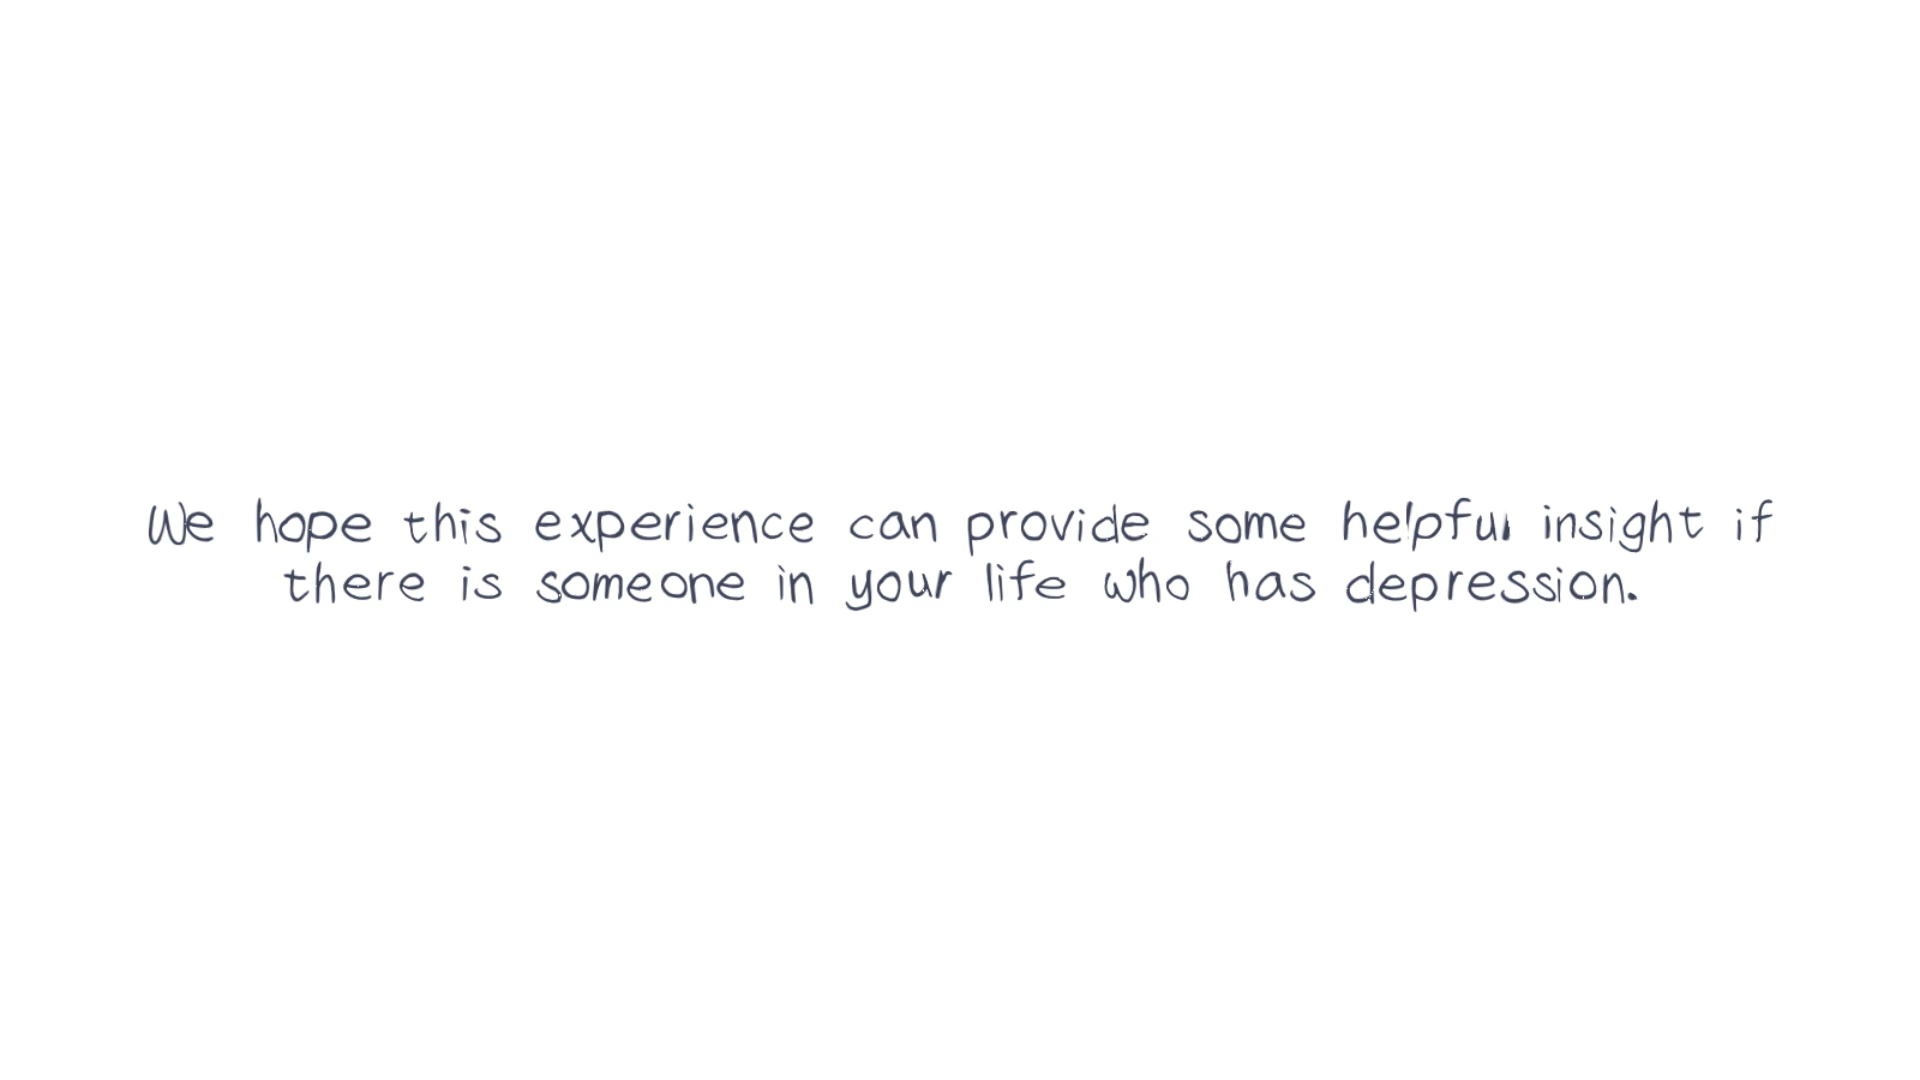 We hope this experience can provide some helpful insight if
there is someone in your life who has depression.